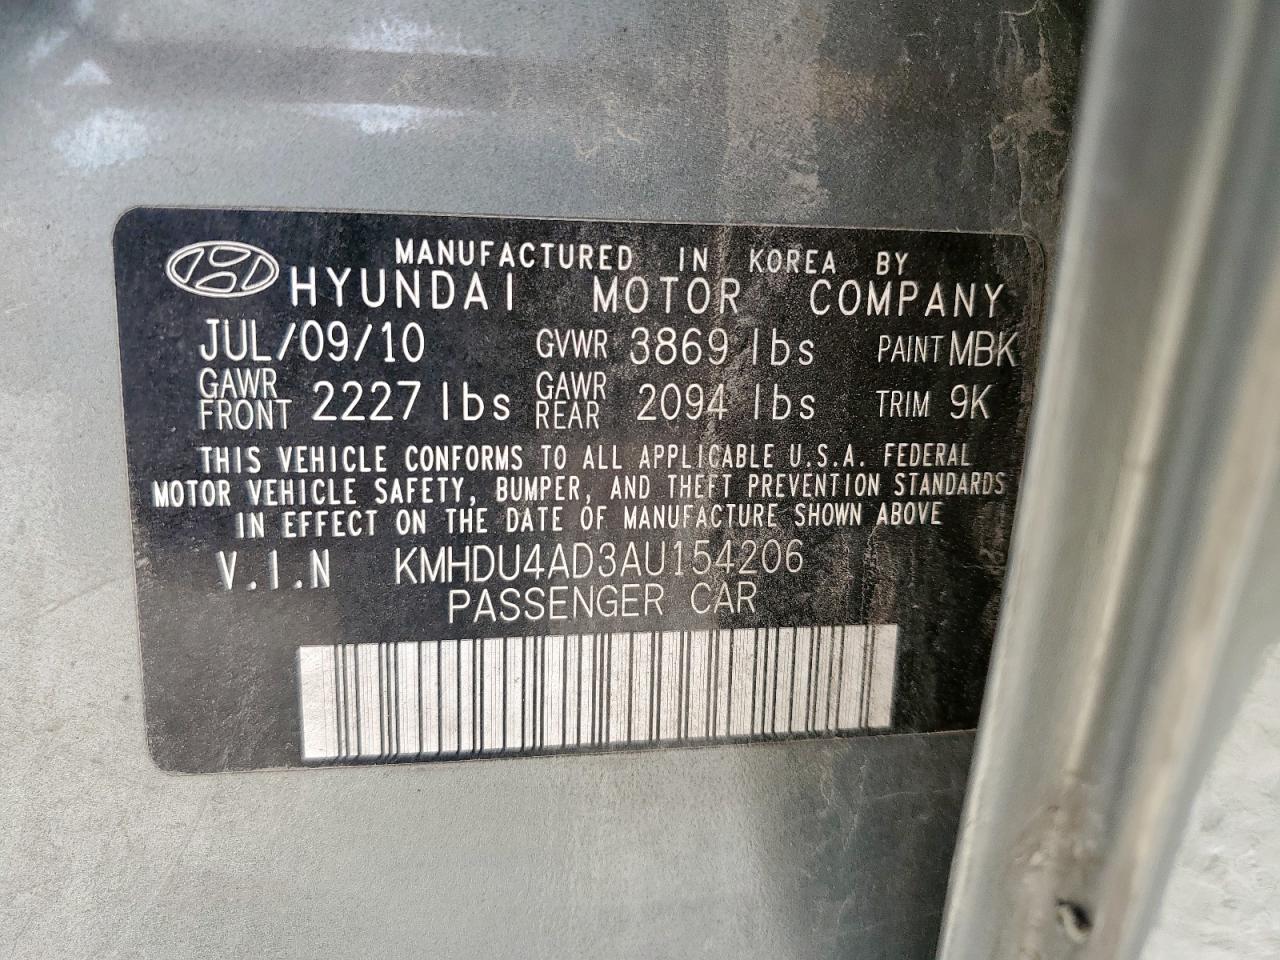 MANUFACTURED IN KOREA BY
HYUNDAI MOTOR COMPANY
JUL/09/10 GVWR 3869 lbs PAINT MBK
GAWR FRONT 2227 lbs GAWR REAR 2094 lbs TRIM 9K
THIS VEHICLE CONFORMS TO ALL APPLICABLE U.S.A. FEDERAL
MOTOR VEHICLE SAFETY, BUMPER, AND THEFT PREVENTION STANDARDS
IN EFFECT ON THE DATE OF MANUFACTURE SHOWN ABOVE
V.I.N KMHDU4AD3AU154206
PASSENGER CAR